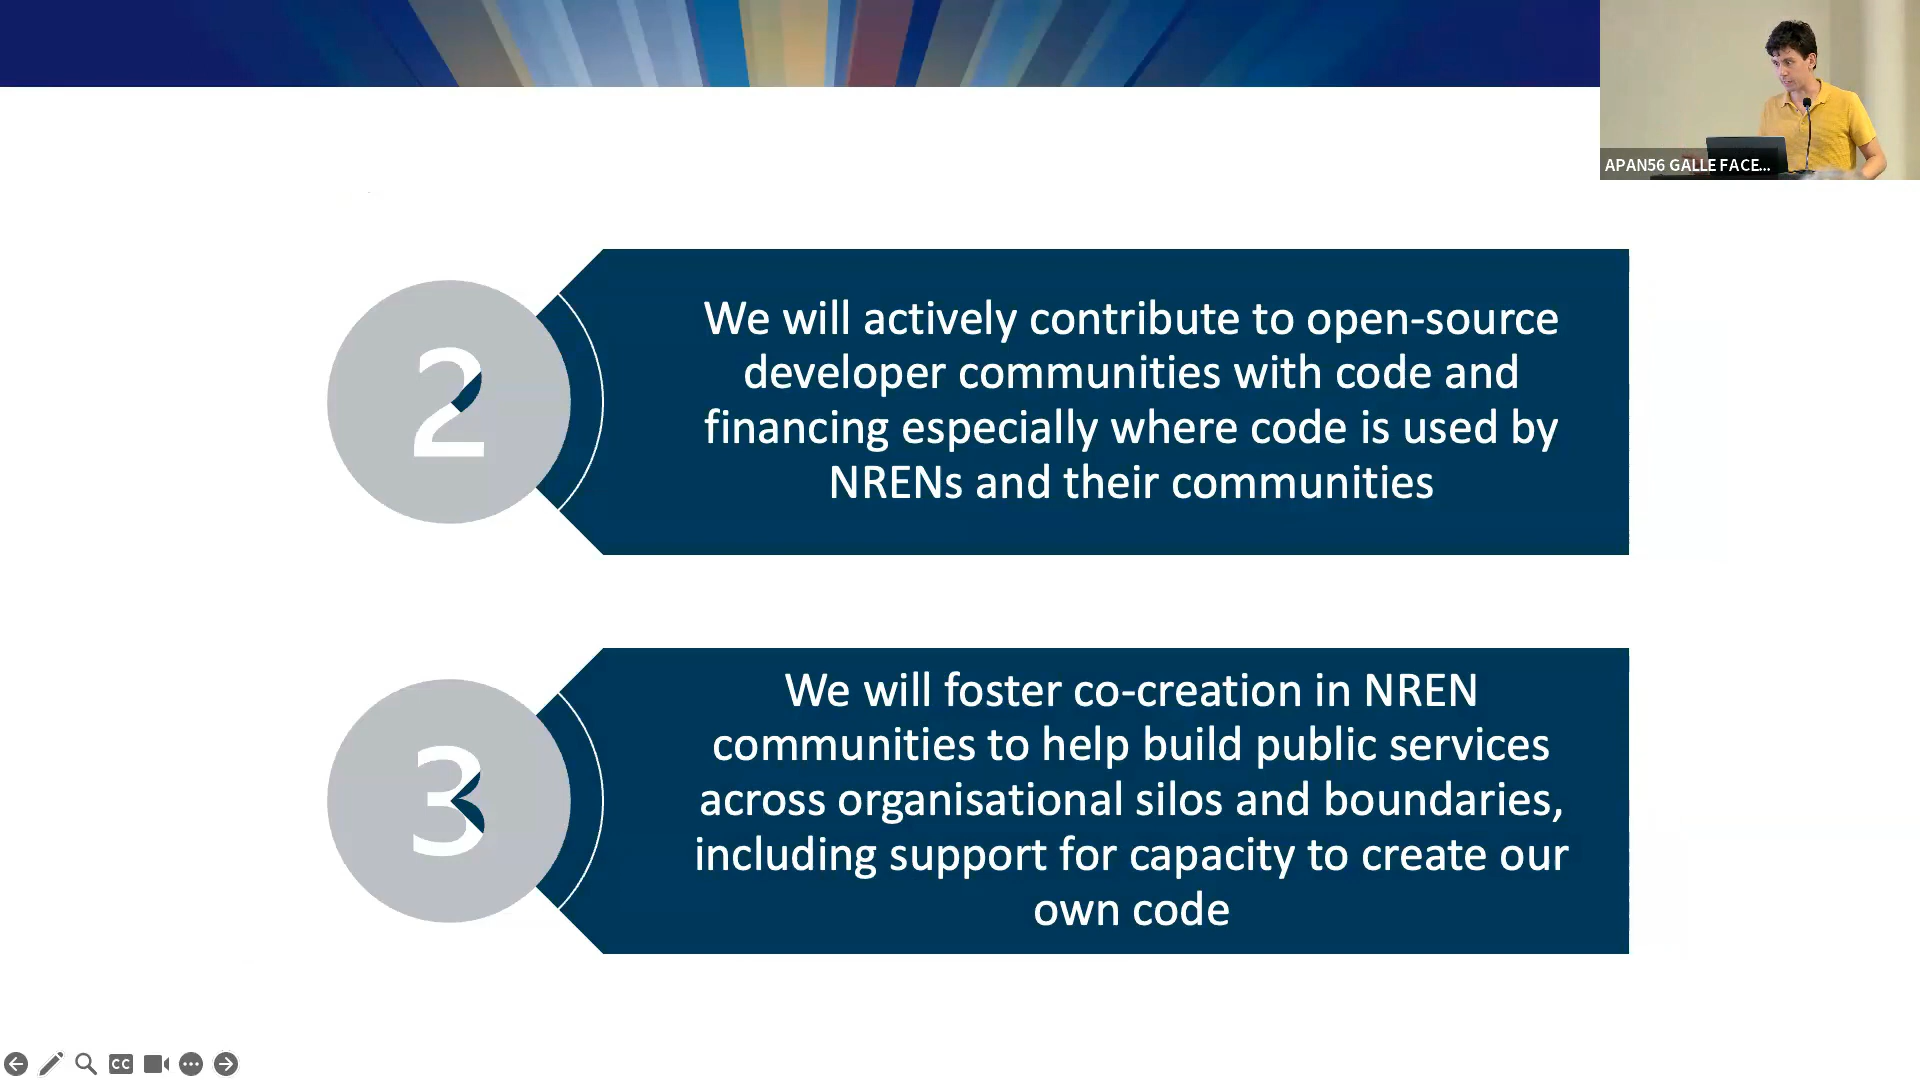 APAN56 GALLE FACE...
2
We will actively contribute to open-source
developer communities with code and
financing especially where code is used by
NRENs and their communities
3
We will foster co-creation in NREN
communities to help build public services
across organisational silos and boundaries,
including support for capacity to create our
own code
CC